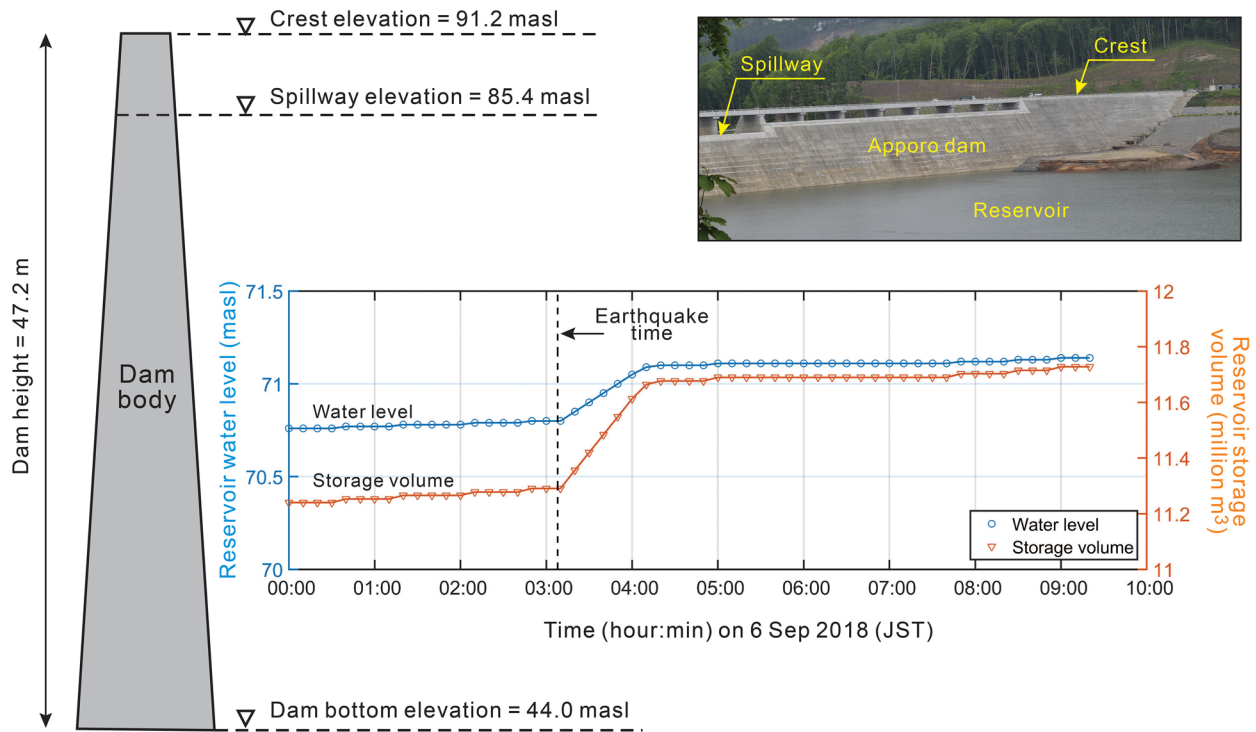 Crest elevation = 91.2 masl
Spillway elevation = 85.4 masl
Crest
Spillway
Apporo dam
Reservoir
Dam height = 47.2 m
Dam
body
Reservoir water level (masl)
71.5
71
70.5
70
Earthquake
time
Water level
Storage volume
Water level
Storage volume
12
11.8
11.6
11.4
11.2
11
Reservoir storage
volume (million m3)
00:00 01:00 02:00 03:00 04:00 05:00 06:00 07:00 08:00 09:00 10:00
Time (hour:min) on 6 Sep 2018 (JST)
Dam bottom elevation = 44.0 masl